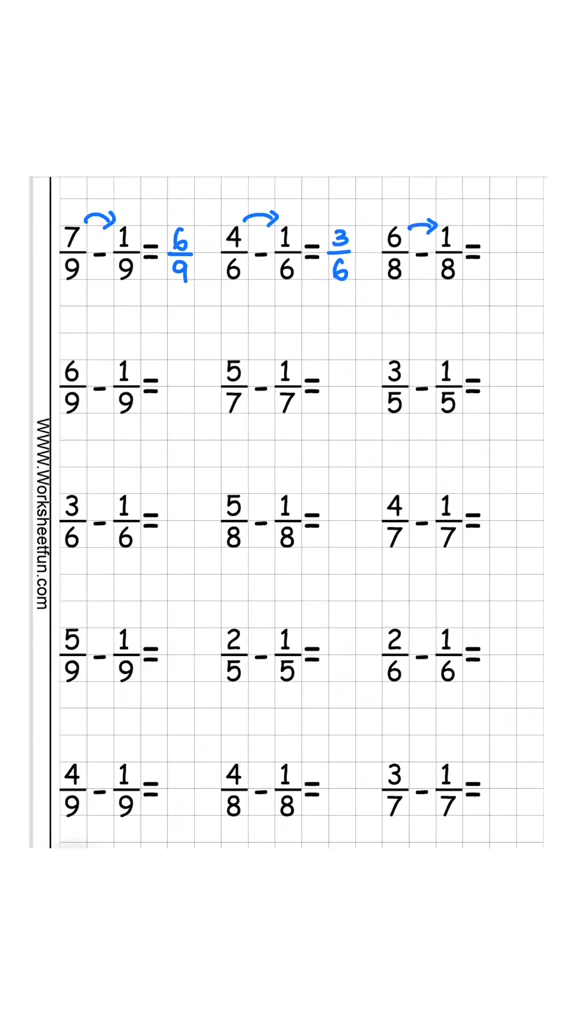 7/9 - 1/9 = 6/9    4/6 - 1/6 = 3/6    6/8 - 1/8 =
6/9 - 1/9 =    5/7 - 1/7 =    3/5 - 1/5 =
3/6 - 1/6 =    5/8 - 1/8 =    4/7 - 1/7 =
5/9 - 1/9 =    2/5 - 1/5 =    2/6 - 1/6 =
4/9 - 1/9 =    4/8 - 1/8 =    3/7 - 1/7 =
WWW.Worksheetfun.com